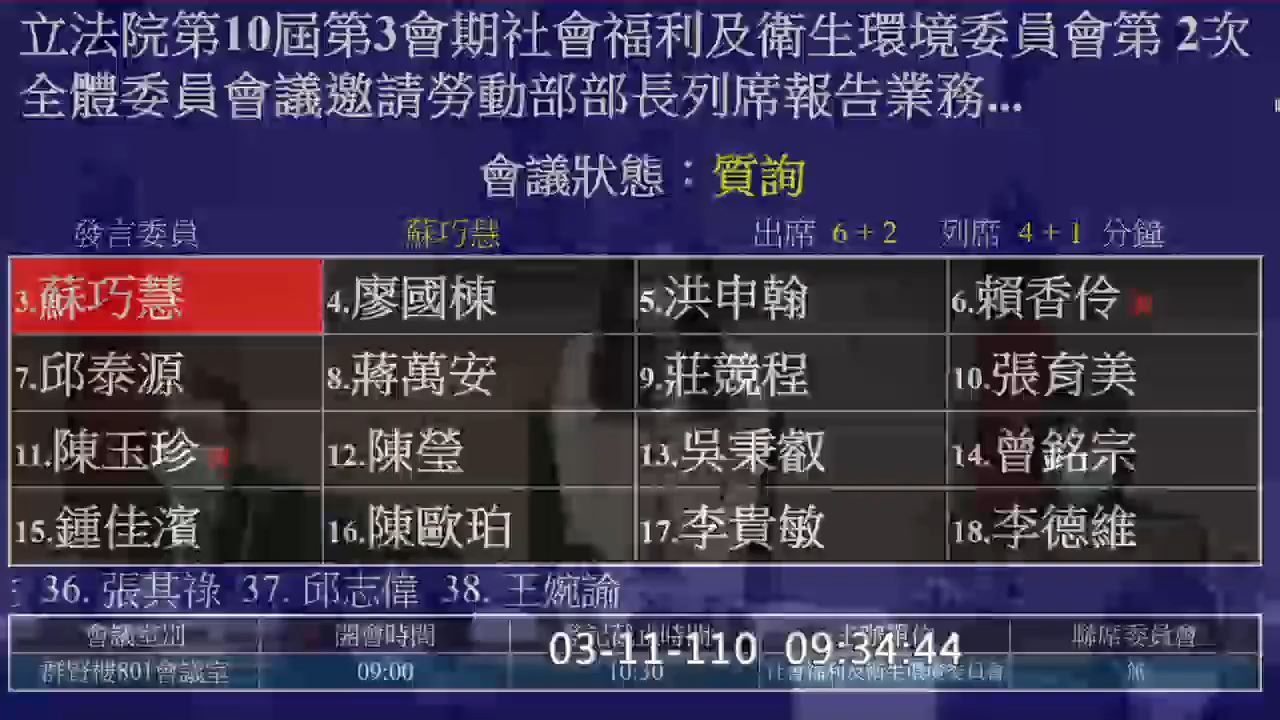 立法院第10屆第3會期社會福利及衛生環境委員會第 2次
全體委員會議邀請勞動部部長列席報告業務...
會議狀態：質詢
發言委員 蘇巧慧 出席 6 + 2 列席 4 + 1 分鐘
3.蘇巧慧 4.廖國棟 5.洪申翰 6.賴香伶
7.邱泰源 8.蔣萬安 9.莊競程 10.張育美
11.陳玉珍 12.陳瑩 13.吳秉叡 14.曾銘宗
15.鍾佳濱 16.陳歐珀 17.李貴敏 18.李德維
36. 張其祿 37. 邱志偉 38. 王婉諭
會議室別 開會時間 聯席委員會
03-11-110 09:34:44
群賢樓801會議室 09:00 10:30 社會福利及衛生環境委員會 無